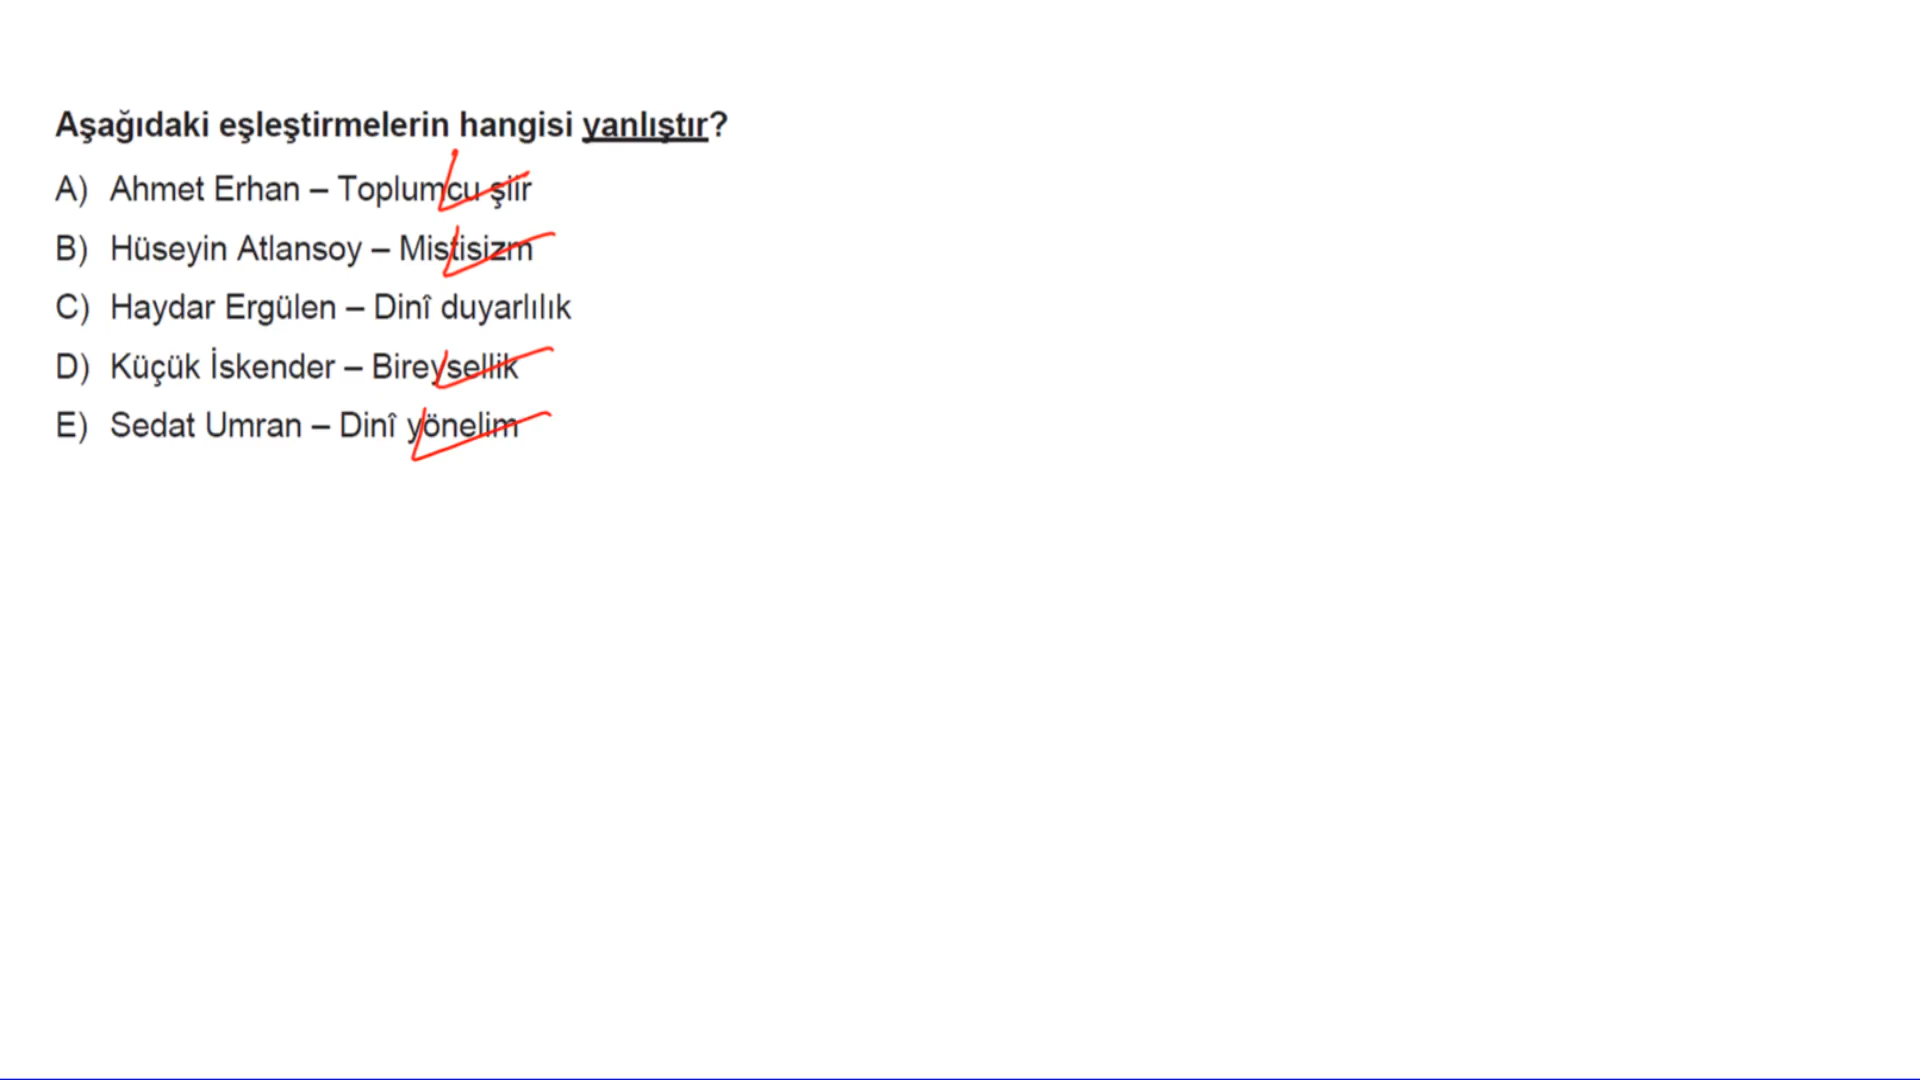 Aşağıdaki eşleştirmelerin hangisi yanlıştır?
A) Ahmet Erhan – Toplumcu şiir
B) Hüseyin Atlansoy – Mistisizm
C) Haydar Ergülen – Dinî duyarlılık
D) Küçük İskender – Bireysellik
E) Sedat Umran – Dinî yönelim